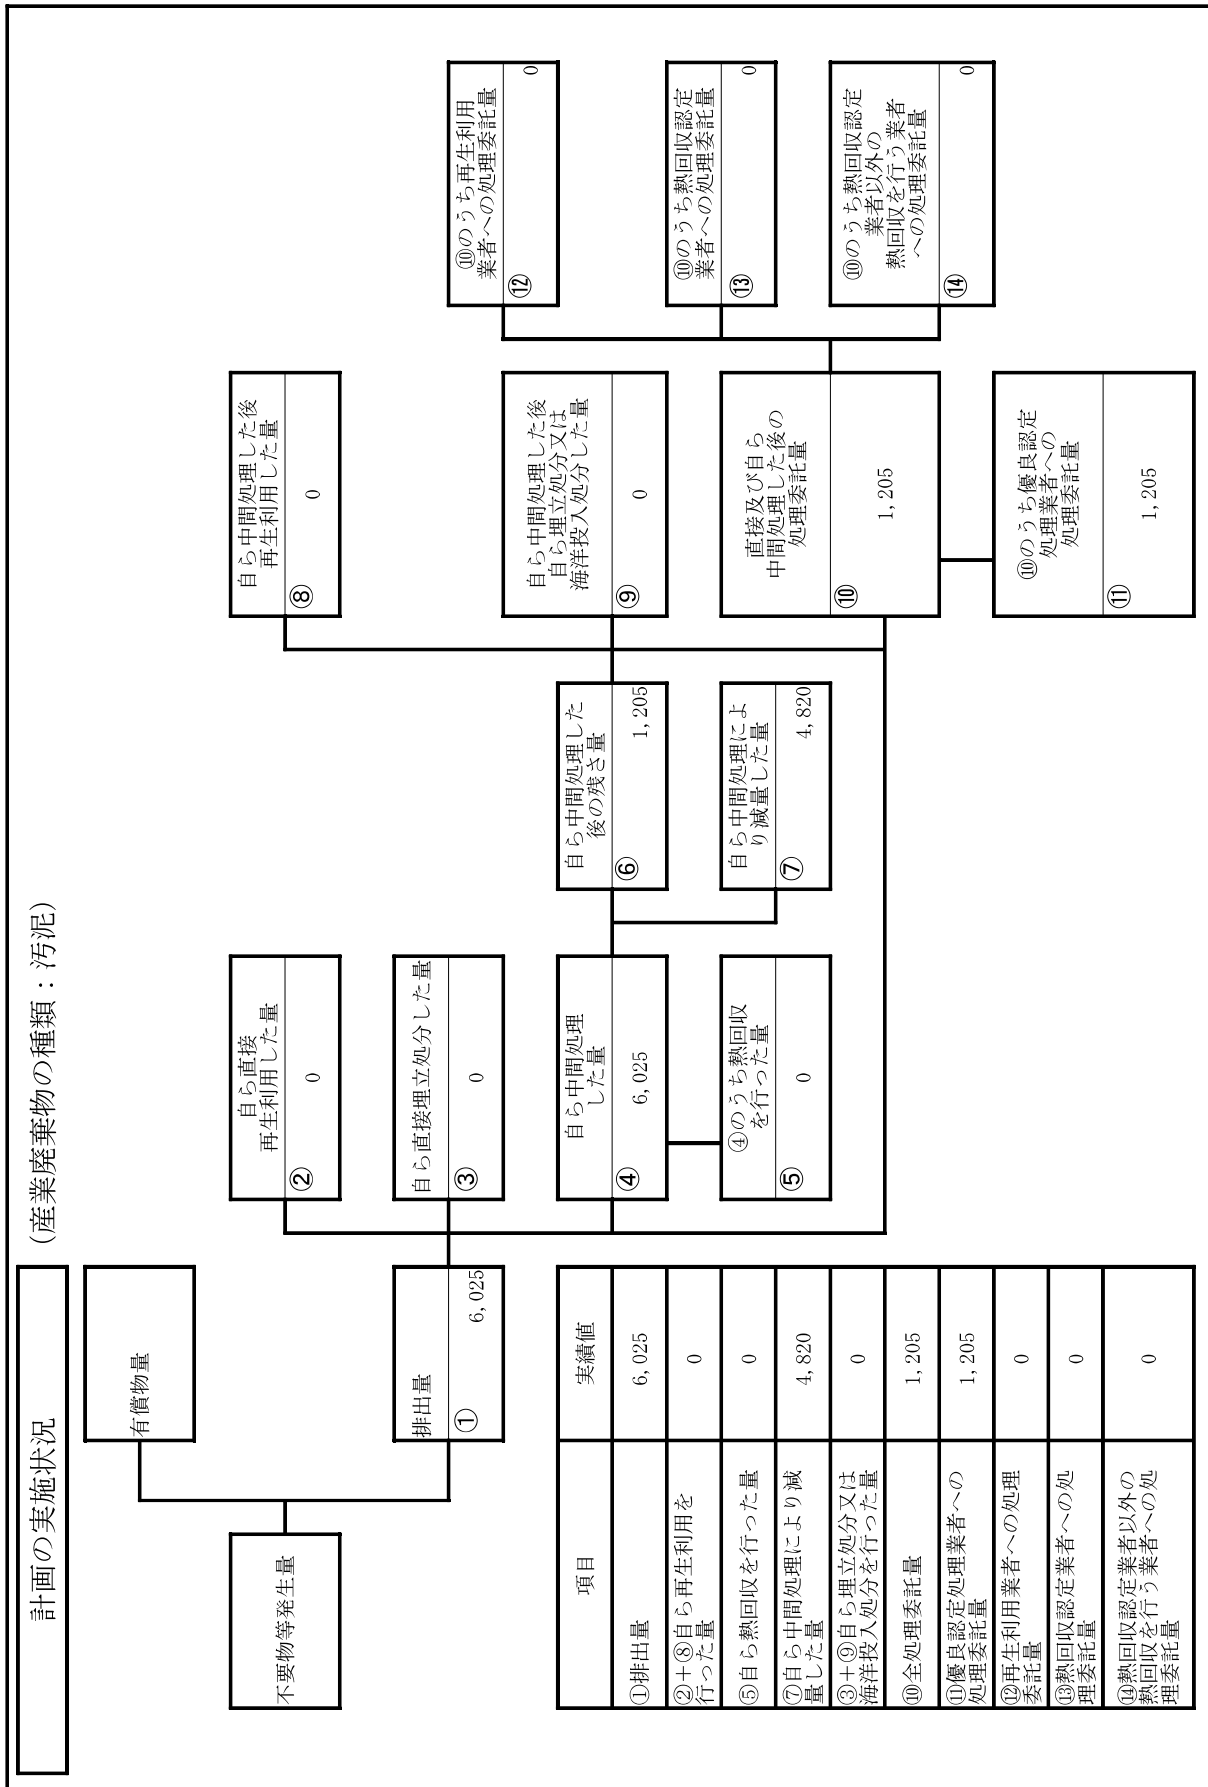 計画の実施状況
(産業廃棄物の種類：汚泥)
不要物等発生量
有償物量
排出量
① 6,025
自ら直接
再生利用した量
② 0
自ら直接埋立処分した量
③ 0
自ら中間処理
した量
④ 6,025
④のうち熱回収
を行った量
⑤ 0
自ら中間処理した
後の残さ量
⑥ 1,205
自ら中間処理によ
り減量した量
⑦ 4,820
自ら中間処理した後
再生利用した量
⑧ 0
自ら中間処理した後
自ら埋立処分又は
海洋投入処分した量
⑨ 0
直接及び自ら
中間処理した後の
処理委託量
⑩ 1,205
⑩のうち優良認定
処理業者への
処理委託量
⑪ 1,205
⑩のうち再生利用
業者への処理委託量
⑫ 0
⑩のうち熱回収認定
業者への処理委託量
⑬ 0
⑩のうち熱回収認定
業者以外の
熱回収を行う業者
への処理委託量
⑭ 0
項目 実績値
①排出量 6,025
②+⑧自ら再生利用を
行った量 0
⑤自ら熱回収を行った量 0
⑦自ら中間処理により減
量した量 4,820
③+⑨自ら埋立処分又は
海洋投入処分を行った量 0
⑩全処理委託量 1,205
⑪優良認定処理業者への
処理委託量 1,205
⑫再生利用業者への処理
委託量 0
⑬熱回収認定業者への処
理委託量 0
⑭熱回収認定業者以外の
熱回収を行う業者への処
理委託量 0